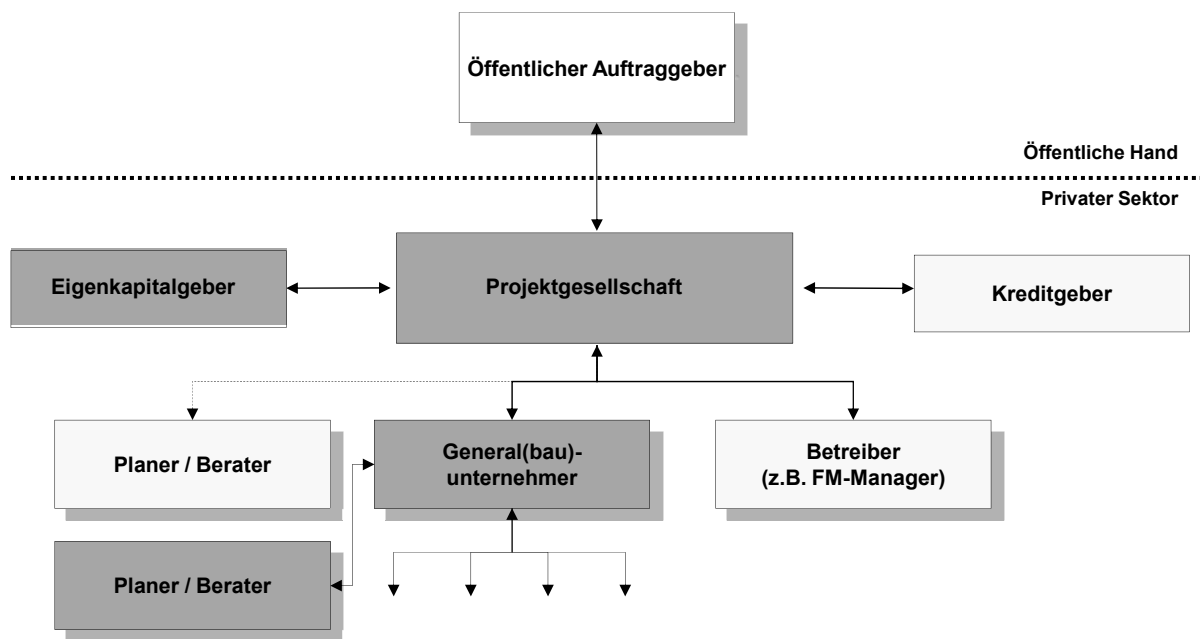 Öffentlicher Auftraggeber
Öffentliche Hand
Privater Sektor
Eigenkapitalgeber
Projektgesellschaft
Kreditgeber
Planer / Berater
General(bau)-
unternehmer
Betreiber
(z.B. FM-Manager)
Planer / Berater